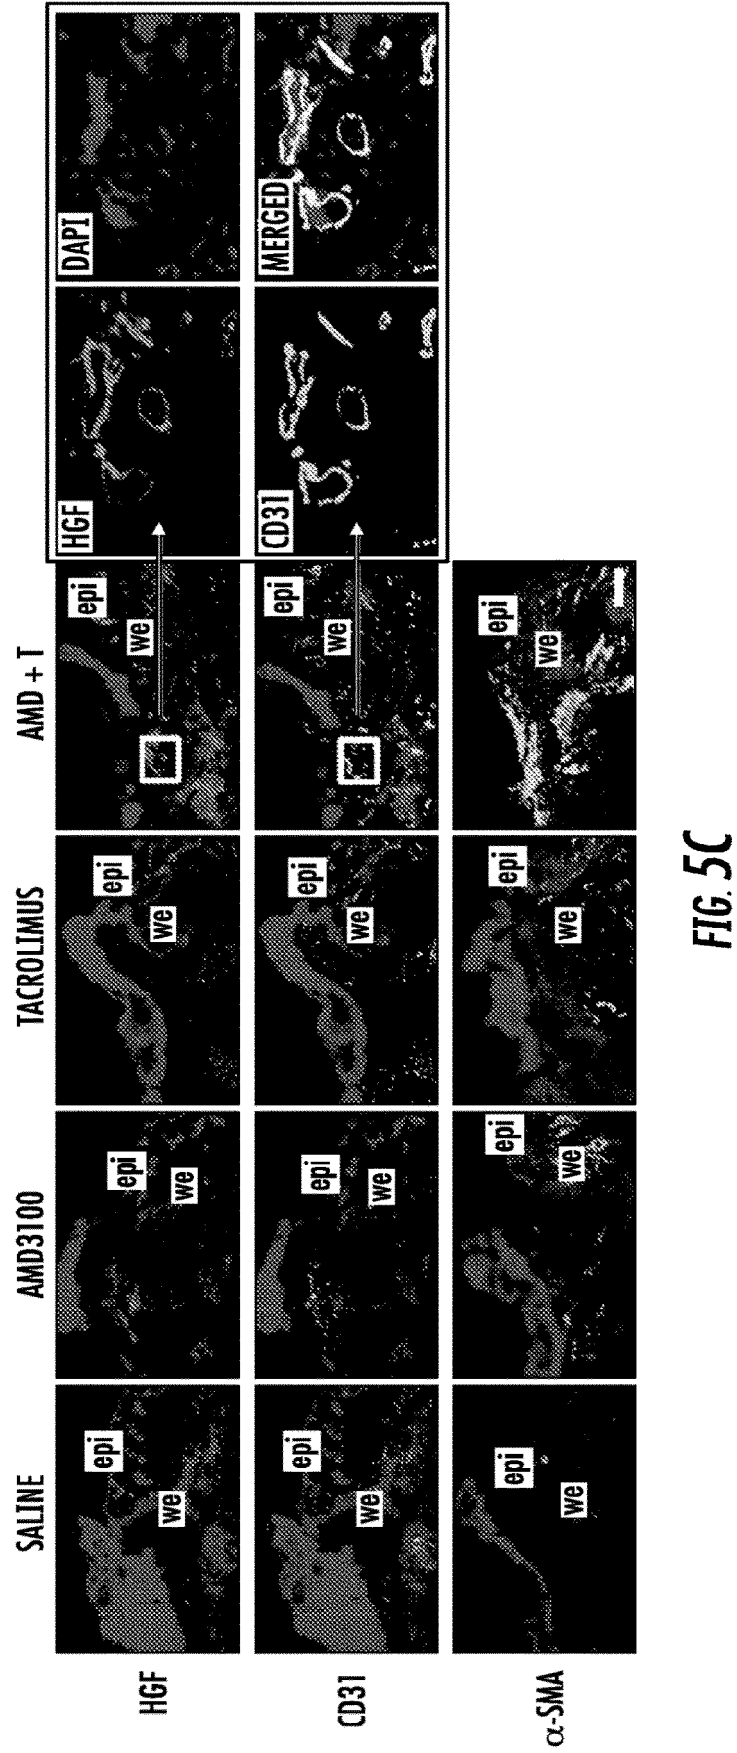 SALINE
AMD3100
TACROLIMUS
AMD + T
HGF
epi
we
epi
we
epi
we
epi
we
HGF
DAPI
CD31
epi
we
epi
we
epi
we
epi
we
CD31
MERGED
α-SMA
epi
we
epi
we
epi
we
epi
we
FIG. 5C